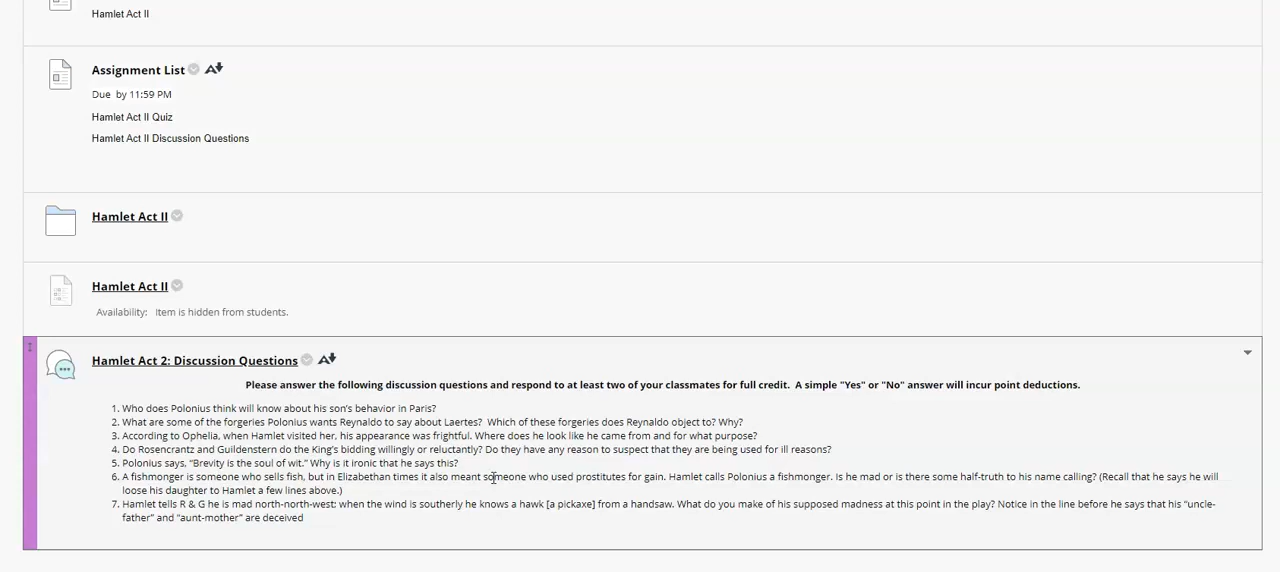 Hamlet Act II
Assignment List
Due by 11:59 PM
Hamlet Act II Quiz
Hamlet Act II Discussion Questions
Hamlet Act II
Hamlet Act II
Availability: Item is hidden from students.
Hamlet Act 2: Discussion Questions
Please answer the following discussion questions and respond to at least two of your classmates for full credit. A simple "Yes" or "No" answer will incur point deductions.
1. Who does Polonius think will know about his son's behavior in Paris?
2. What are some of the forgeries Polonius wants Reynaldo to say about Laertes? Which of these forgeries does Reynaldo object to? Why?
3. According to Ophelia, when Hamlet visited her, his appearance was frightful. Where does he look like he came from and for what purpose?
4. Do Rosencrantz and Guildenstern do the King's bidding willingly or reluctantly? Do they have any reason to suspect that they are being used for ill reasons?
5. Polonius says, “Brevity is the soul of wit.” Why is it ironic that he says this?
6. A fishmonger is someone who sells fish, but in Elizabethan times it also meant someone who used prostitutes for gain. Hamlet calls Polonius a fishmonger. Is he mad or is there some half-truth to his name calling? (Recall that he says he will
loose his daughter to Hamlet a few lines above.)
7. Hamlet tells R & G he is mad north-north-west: when the wind is southerly he knows a hawk [a pickaxe] from a handsaw. What do you make of his supposed madness at this point in the play? Notice in the line before he says that his “uncle-
father” and “aunt-mother” are deceived